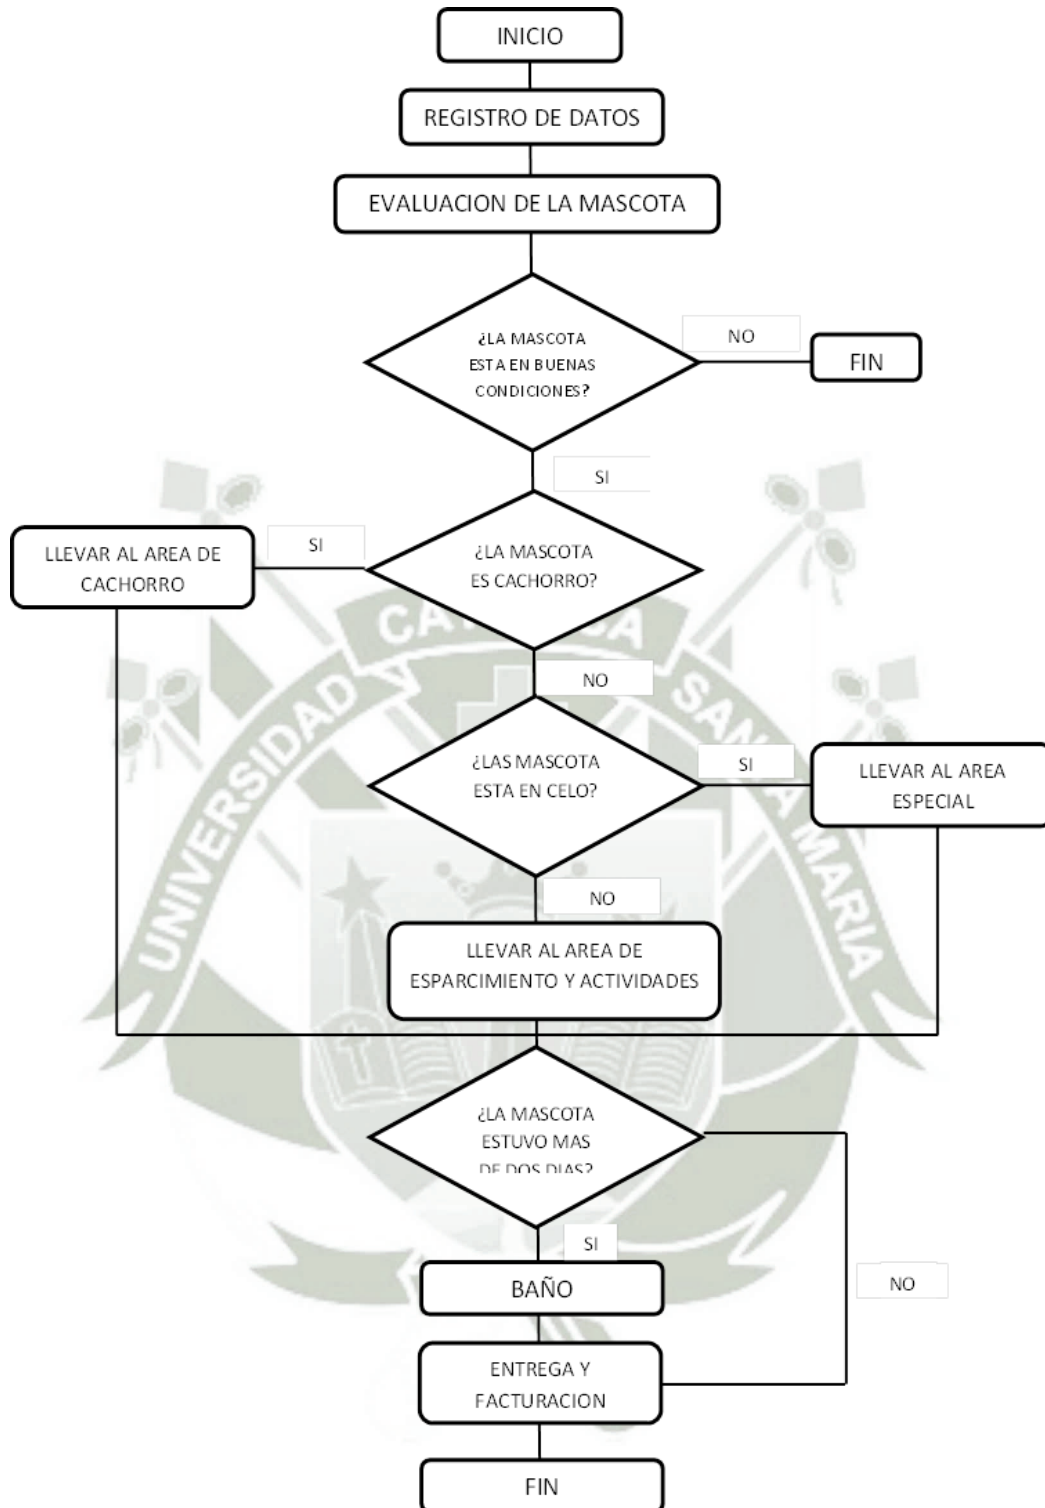 INICIO
REGISTRO DE DATOS
EVALUACION DE LA MASCOTA
¿LA MASCOTA
ESTA EN BUENAS
CONDICIONES?
NO
FIN
SI
¿LA MASCOTA
ES CACHORRO?
SI
LLEVAR AL AREA DE
CACHORRO
NO
¿LAS MASCOTA
ESTA EN CELO?
SI
LLEVAR AL AREA
ESPECIAL
NO
LLEVAR AL AREA DE
ESPARCIMIENTO Y ACTIVIDADES
¿LA MASCOTA
ESTUVO MAS
DE DOS DIAS?
SI
NO
BAÑO
ENTREGA Y
FACTURACION
FIN
UNIVERSIDAD
SANTA MARIA